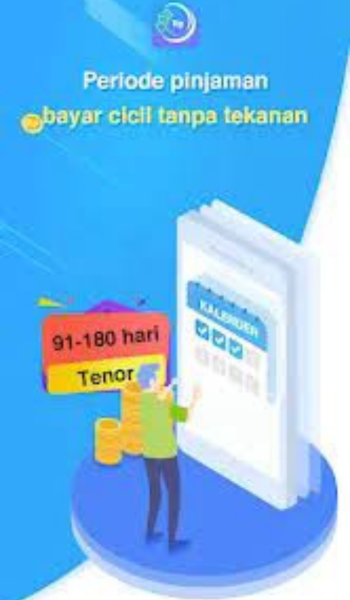 Periode pinjaman
bayar cicil tanpa tekanan
KALENDER
91-180 hari
Tenor